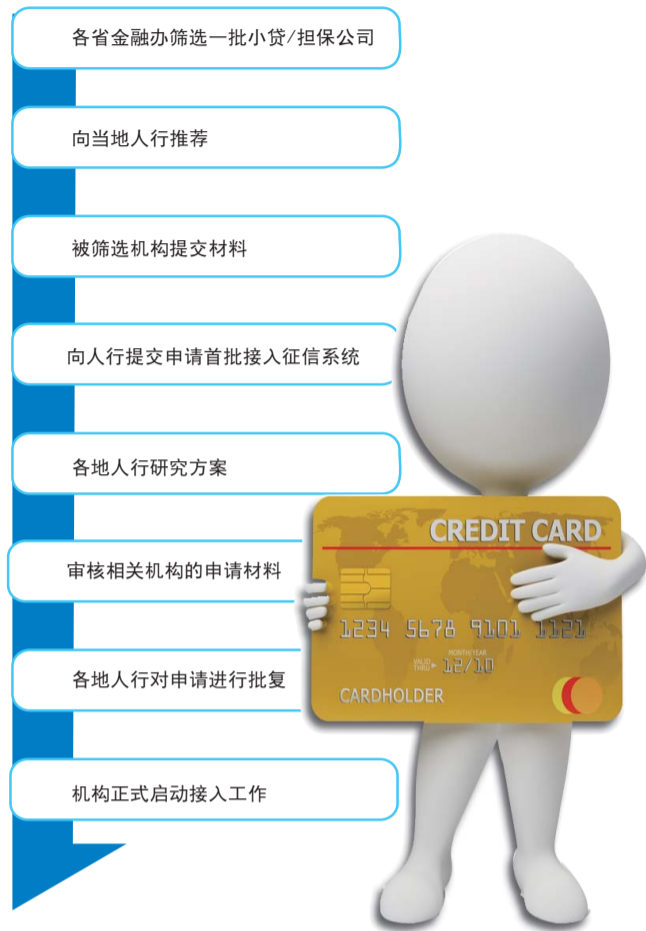 各省金融办筛选一批小贷/担保公司
向当地人行推荐
被筛选机构提交材料
向人行提交申请首批接入征信系统
各地人行研究方案
审核相关机构的申请材料
各地人行对申请进行批复
机构正式启动接入工作
CREDIT CARD
1234 5678 9101 1121
MONTH/YEAR
VALID THRU 12/10
CARDHOLDER